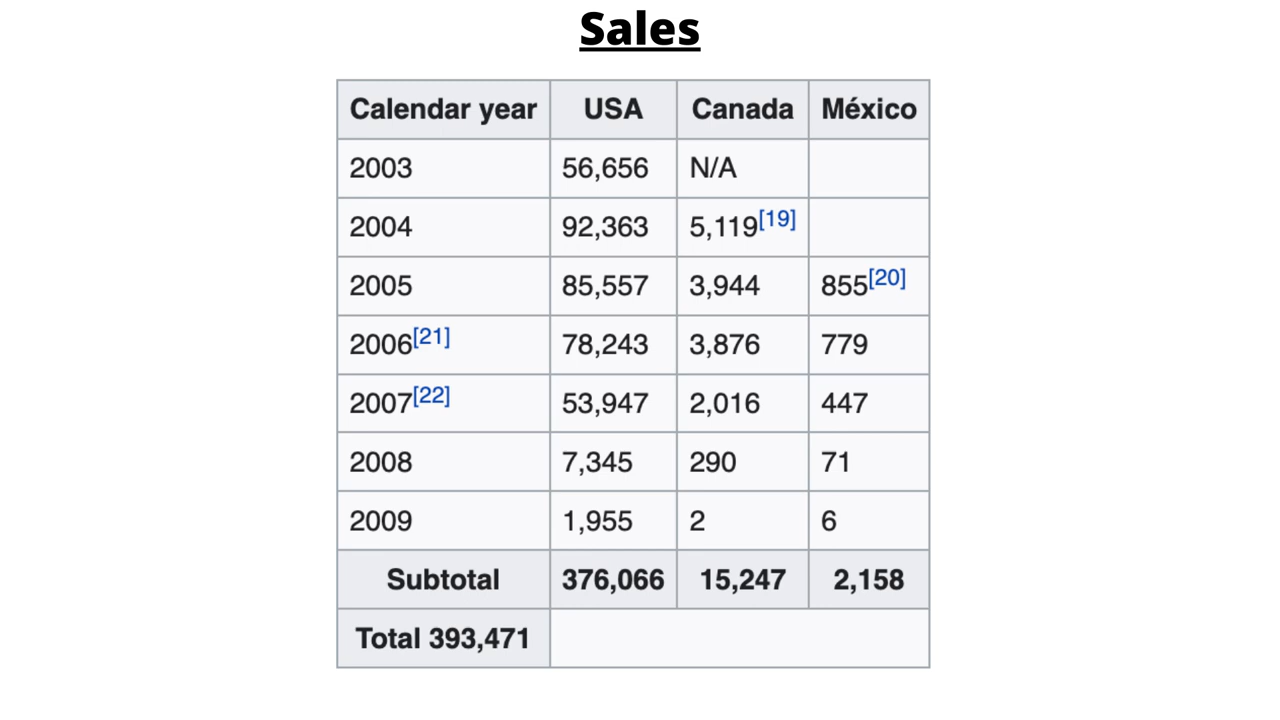 Sales
Calendar year USA Canada México
2003 56,656 N/A
2004 92,363 5,119[19]
2005 85,557 3,944 855[20]
2006[21] 78,243 3,876 779
2007[22] 53,947 2,016 447
2008 7,345 290 71
2009 1,955 2 6
Subtotal 376,066 15,247 2,158
Total 393,471